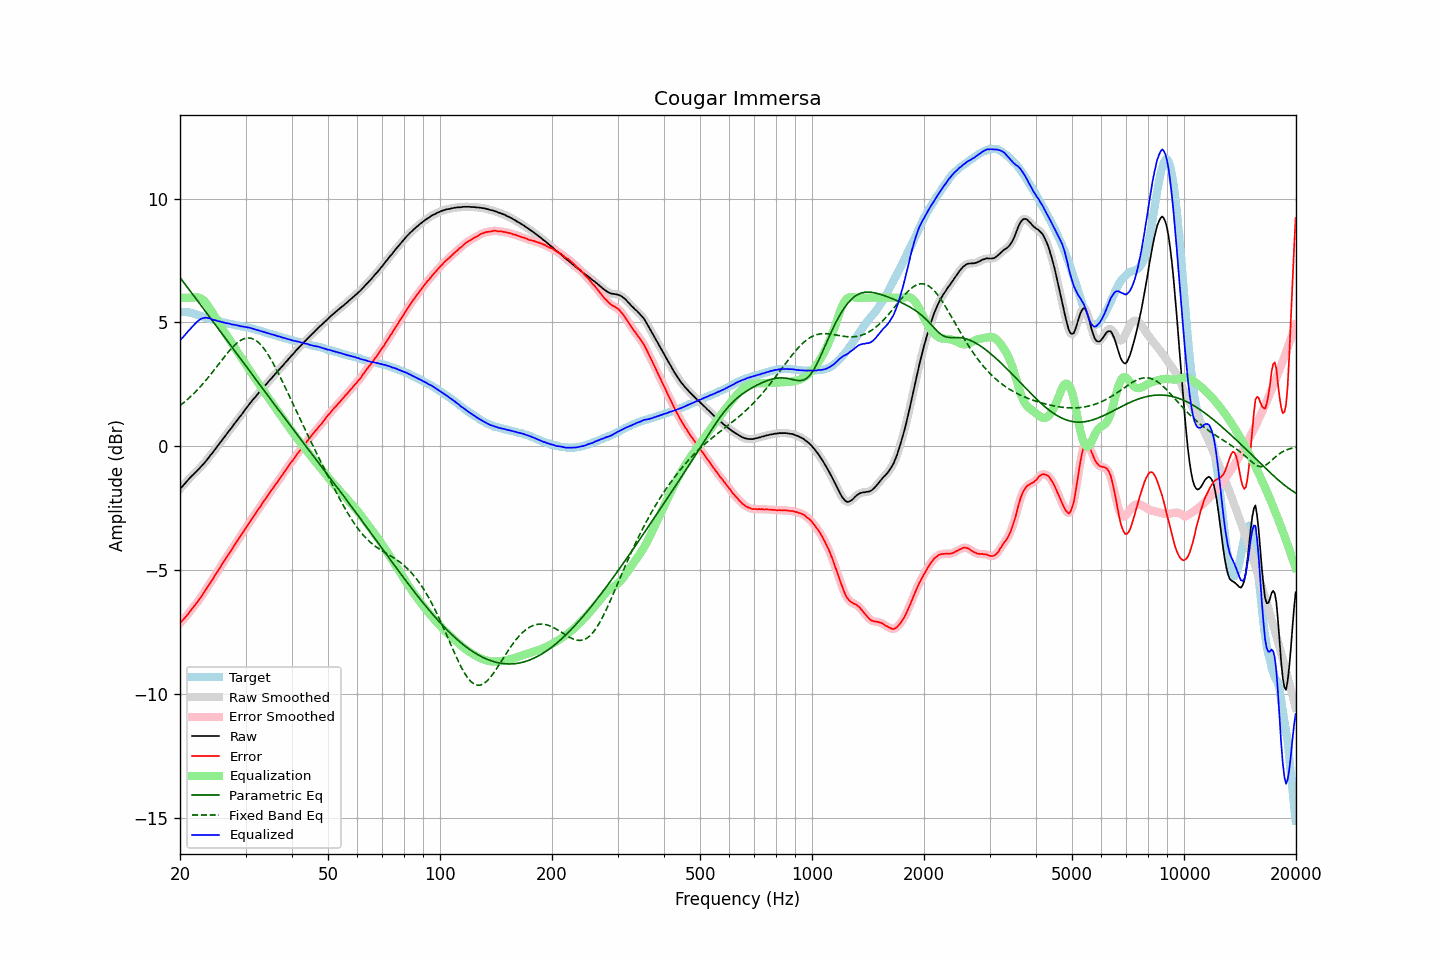 Cougar Immersa
Amplitude (dBr)
10
5
0
−5
−10
−15
Target
Raw Smoothed
Error Smoothed
Raw
Error
Equalization
Parametric Eq
Fixed Band Eq
Equalized
20 50 100 200 500 1000 2000 5000 10000 20000
Frequency (Hz)